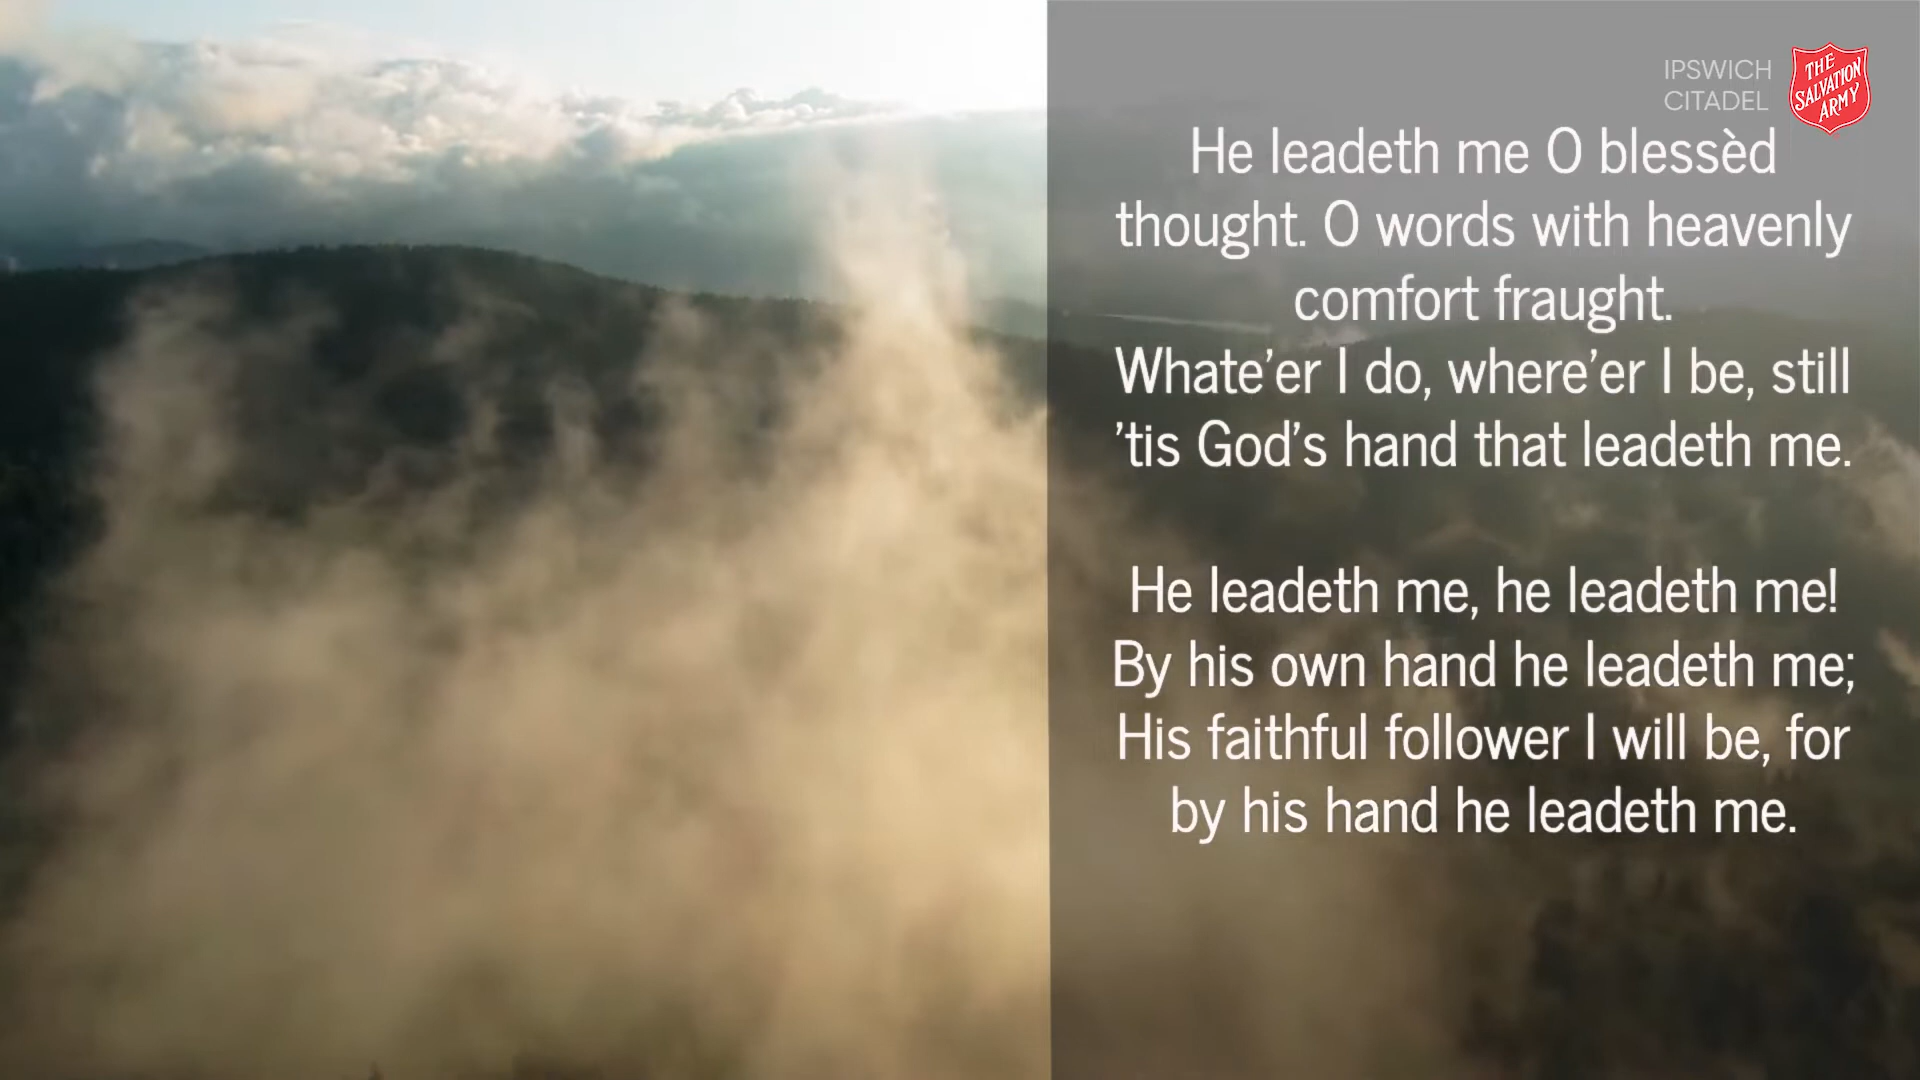 IPSWICH
CITADEL
THE
SALVATION
ARMY
He leadeth me O blessèd
thought. O words with heavenly
comfort fraught.
Whate’er I do, where’er I be, still
’tis God’s hand that leadeth me.
He leadeth me, he leadeth me!
By his own hand he leadeth me;
His faithful follower I will be, for
by his hand he leadeth me.